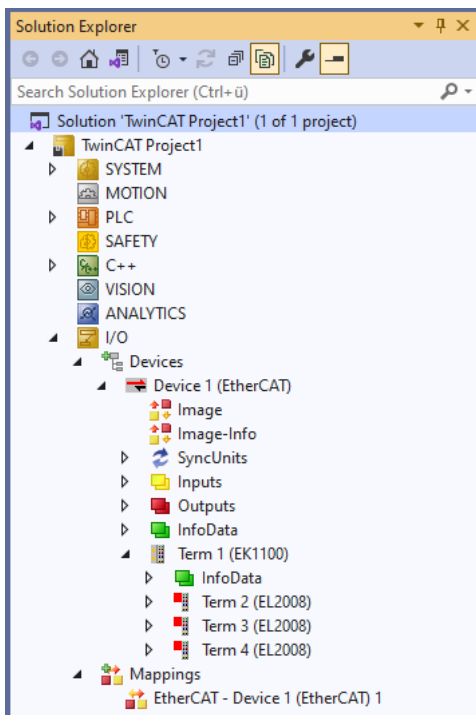 Solution Explorer
Search Solution Explorer (Ctrl+ü)
Solution 'TwinCAT Project1' (1 of 1 project)
TwinCAT Project1
SYSTEM
MOTION
PLC
SAFETY
C++
VISION
ANALYTICS
I/O
Devices
Device 1 (EtherCAT)
Image
Image-Info
SyncUnits
Inputs
Outputs
InfoData
Term 1 (EK1100)
InfoData
Term 2 (EL2008)
Term 3 (EL2008)
Term 4 (EL2008)
Mappings
EtherCAT - Device 1 (EtherCAT) 1